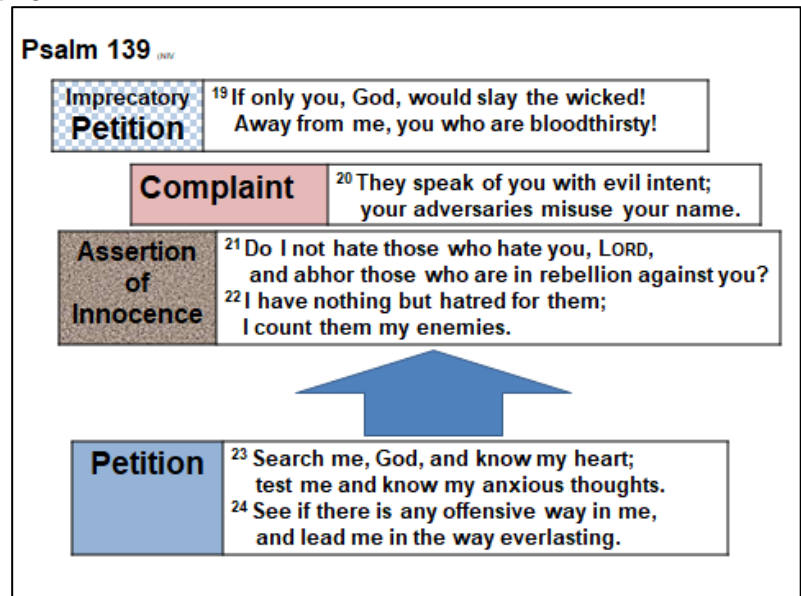 Psalm 139 (NIV
Imprecatory
Petition
19 If only you, God, would slay the wicked!
Away from me, you who are bloodthirsty!
Complaint
20 They speak of you with evil intent;
your adversaries misuse your name.
Assertion
of
Innocence
21 Do I not hate those who hate you, LORD,
and abhor those who are in rebellion against you?
22 I have nothing but hatred for them;
I count them my enemies.
Petition
23 Search me, God, and know my heart;
test me and know my anxious thoughts.
24 See if there is any offensive way in me,
and lead me in the way everlasting.